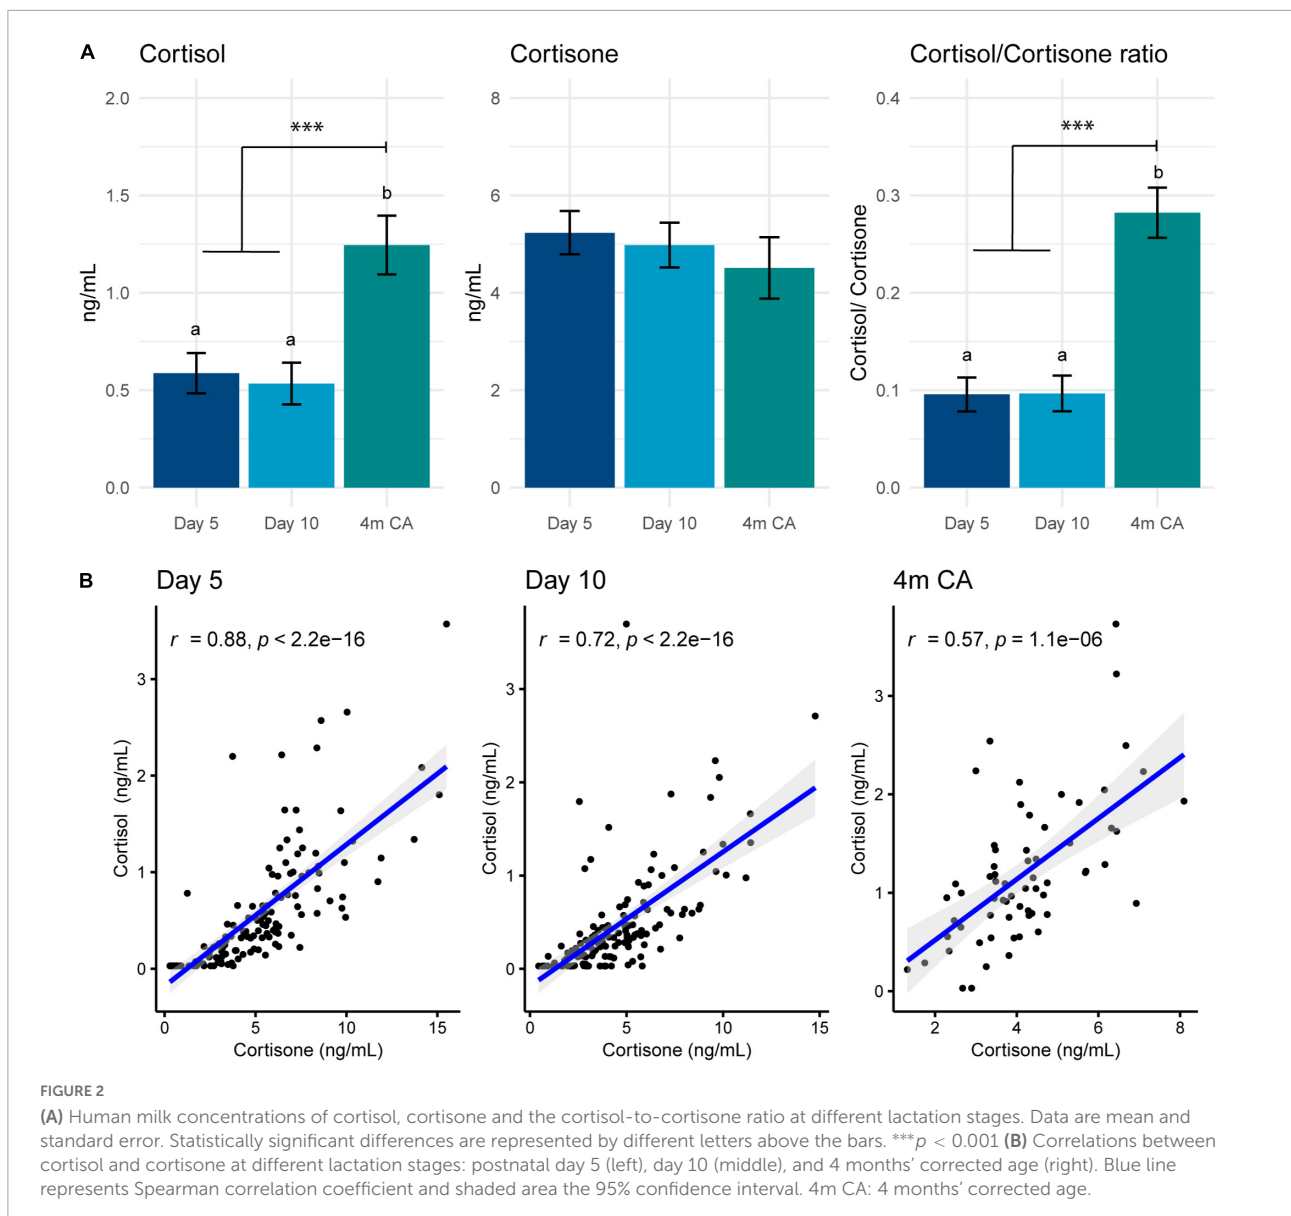 A
Cortisol
Cortisone
Cortisol/Cortisone ratio
2.0
1.5
1.0
0.5
0.0
ng/mL
***
a
a
b
Day 5
Day 10
4m CA
8
6
4
2
0
ng/mL
Day 5
Day 10
4m CA
0.4
0.3
0.2
0.1
0.0
Cortisol/ Cortisone
***
a
a
b
Day 5
Day 10
4m CA
B
Day 5
r = 0.88, p < 2.2e−16
3
2
1
0
Cortisol (ng/mL)
0 5 10 15
Cortisone (ng/mL)
Day 10
r = 0.72, p < 2.2e−16
3
2
1
0
Cortisol (ng/mL)
0 5 10 15
Cortisone (ng/mL)
4m CA
r = 0.57, p = 1.1e−06
3
2
1
0
Cortisol (ng/mL)
2 4 6 8
Cortisone (ng/mL)
FIGURE 2
(A) Human milk concentrations of cortisol, cortisone and the cortisol-to-cortisone ratio at different lactation stages. Data are mean and
standard error. Statistically significant differences are represented by different letters above the bars. ***p < 0.001 (B) Correlations between
cortisol and cortisone at different lactation stages: postnatal day 5 (left), day 10 (middle), and 4 months’ corrected age (right). Blue line
represents Spearman correlation coefficient and shaded area the 95% confidence interval. 4m CA: 4 months’ corrected age.